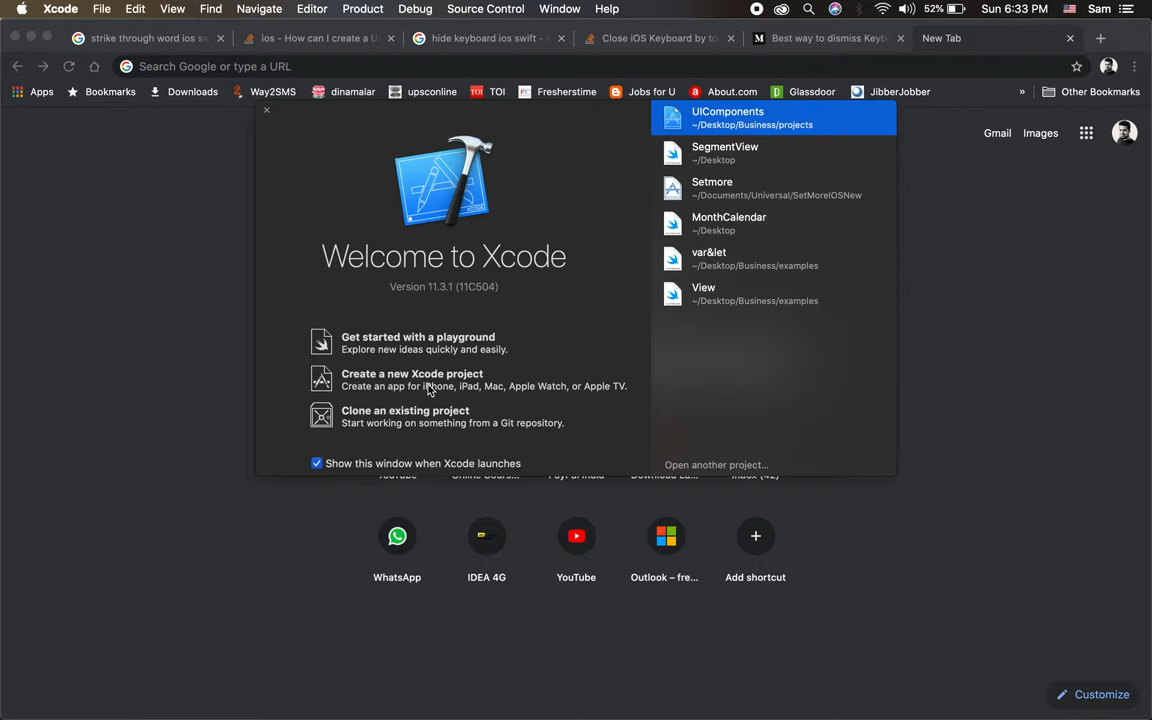 Xcode File Edit View Find Navigate Editor Product Debug Source Control Window Help 52% Sun 6:33 PM Sam
strike through word ios sw ios - How can I create a U hide keyboard ios swift - Close iOS Keyboard by to Best way to dismiss Keyb New Tab
Search Google or type a URL
Apps Bookmarks Downloads Way2SMS dinamalar upsconline TOI Fresherstime Jobs for U About.com Glassdoor JibberJobber » Other Bookmarks
Gmail Images
Welcome to Xcode
Version 11.3.1 (11C504)
Get started with a playground
Explore new ideas quickly and easily.
Create a new Xcode project
Create an app for iPhone, iPad, Mac, Apple Watch, or Apple TV.
Clone an existing project
Start working on something from a Git repository.
Show this window when Xcode launches
UIComponents
~/Desktop/Business/projects
SegmentView
~/Desktop
Setmore
~/Documents/Universal/SetMoreIOSNew
MonthCalendar
~/Desktop
var&let
~/Desktop/Business/examples
View
~/Desktop/Business/examples
Open another project...
WhatsApp IDEA 4G YouTube Outlook – fre... Add shortcut
Customize